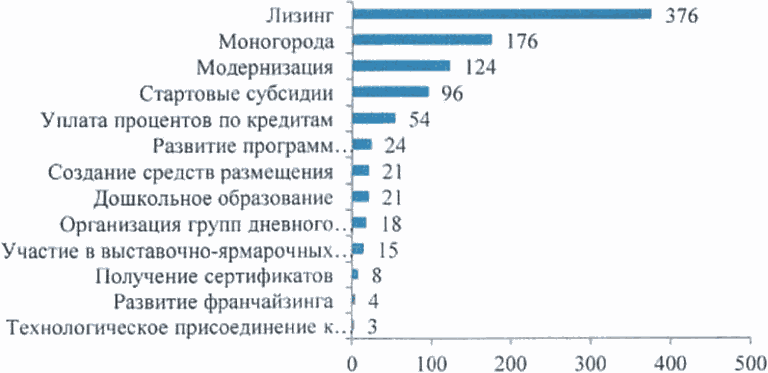 Лизинг 376
Моногорода 176
Модернизация 124
Стартовые субсидии 96
Уплата процентов по кредитам 54
Развитие программ… 24
Создание средств размещения 21
Дошкольное образование 21
Организация групп дневного… 18
Участие в выставочно-ярмарочных… 15
Получение сертификатов 8
Развитие франчайзинга 4
Технологическое присоединение к… 3
0 100 200 300 400 500